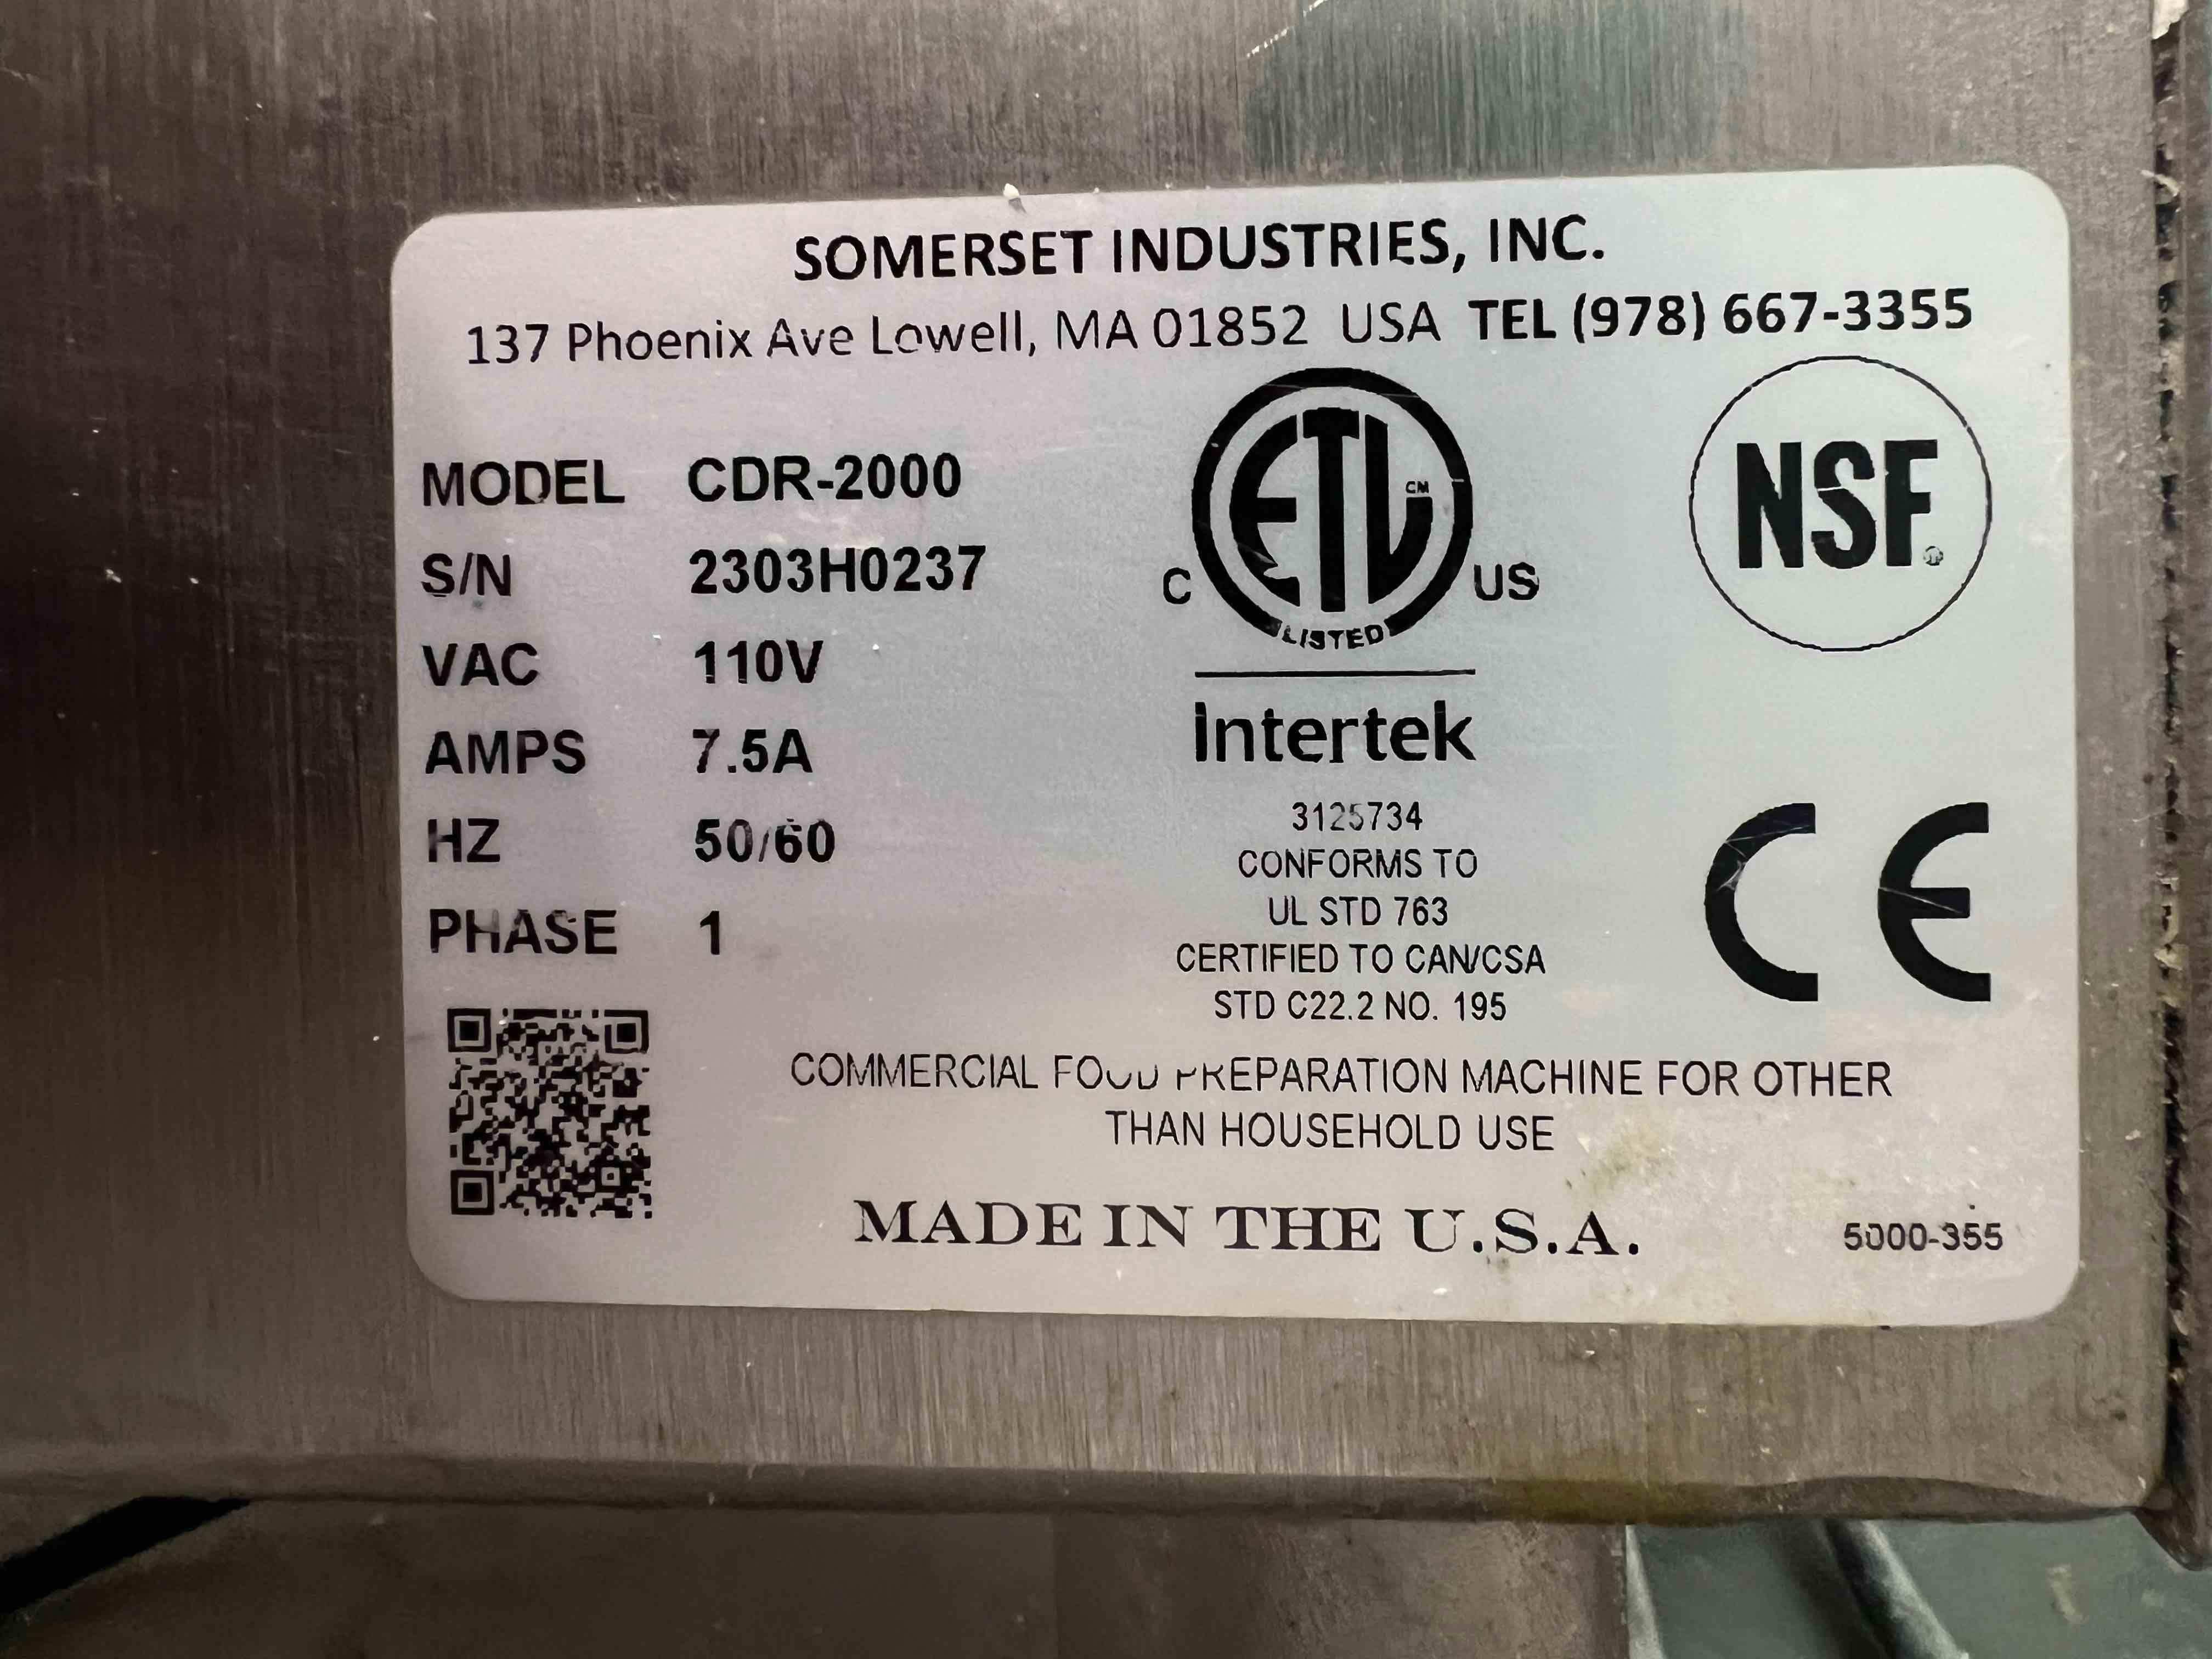 SOMERSET INDUSTRIES, INC.
137 Phoenix Ave Lowell, MA 01852 USA TEL (978) 667-3355
MODEL CDR-2000
S/N 2303H0237
VAC 110V
AMPS 7.5A
HZ 50/60
PHASE 1
ETL CM
C US
LISTED
Intertek
3125734
CONFORMS TO
UL STD 763
CERTIFIED TO CAN/CSA
STD C22.2 NO. 195
NSF®
CE
COMMERCIAL FOOD PREPARATION MACHINE FOR OTHER
THAN HOUSEHOLD USE
MADE IN THE U.S.A.
5000-355